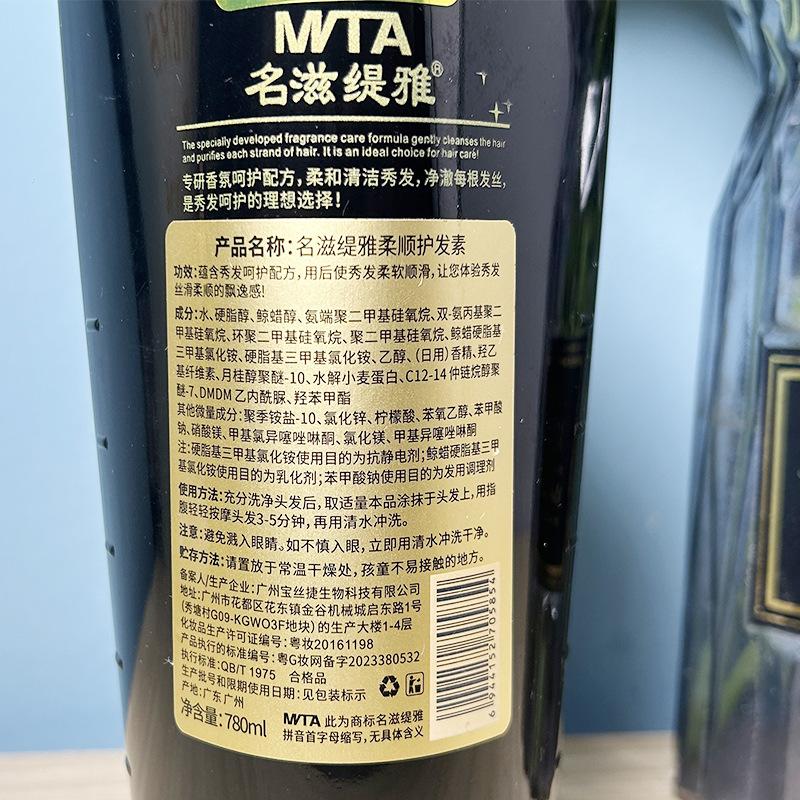 MVTA
名滋缇雅®
The specially developed fragrance care formula gently cleanses the hair
and purifies each strand of hair. It is an ideal choice for hair care!
专研香氛呵护配方，柔和清洁秀发，净澈每根发丝，
是秀发呵护的理想选择！
产品名称：名滋缇雅柔顺护发素
功效：蕴含秀发呵护配方，用后使秀发柔软顺滑，让您体验秀发
丝滑柔顺的飘逸感！
成分：水、硬脂醇、鲸蜡醇、氨端聚二甲基硅氧烷、双-氨丙基聚二
甲基硅氧烷、环聚二甲基硅氧烷、聚二甲基硅氧烷、鲸蜡硬脂基
三甲基氯化铵、硬脂基三甲基氯化铵、乙醇、（日用）香精、羟乙
基纤维素、月桂醇聚醚-10、水解小麦蛋白、C12-14 仲链烷醇聚
醚-7、DMDM 乙内酰脲、羟苯甲酯
其他微量成分：聚季铵盐-10、氯化锌、柠檬酸、苯氧乙醇、苯甲酸
钠、硝酸镁、甲基氯异噻唑啉酮、氯化镁、甲基异噻唑啉酮
注：硬脂基三甲基氯化铵使用目的为抗静电剂；鲸蜡硬脂基三甲
基氯化铵使用目的为乳化剂；苯甲酸钠使用目的为发用调理剂
使用方法：充分洗净头发后，取适量本品涂抹于头发上，用指
腹轻轻按摩头发3-5分钟，再用清水冲洗。
注意：避免溅入眼睛。如不慎入眼，立即用清水冲洗干净。
贮存方法：请置放于常温干燥处，孩童不易接触的地方。
备案人/生产企业：广州宝丝捷生物科技有限公司
地址：广州市花都区花东镇金谷机械城启东路1号
（秀塘村G09-KGWO3F地块）的生产大楼1-4层
化妆品生产许可证编号：粤妆20161198
产品执行的标准编号：粤G妆网备字2023380532
执行标准：QB/T 1975 合格品
生产批号和限期使用日期：见包装标示
产地：广东广州
净含量：780ml
MVTA 此为商标名滋缇雅
拼音首字母缩写，无具体含义
6944152170585​4